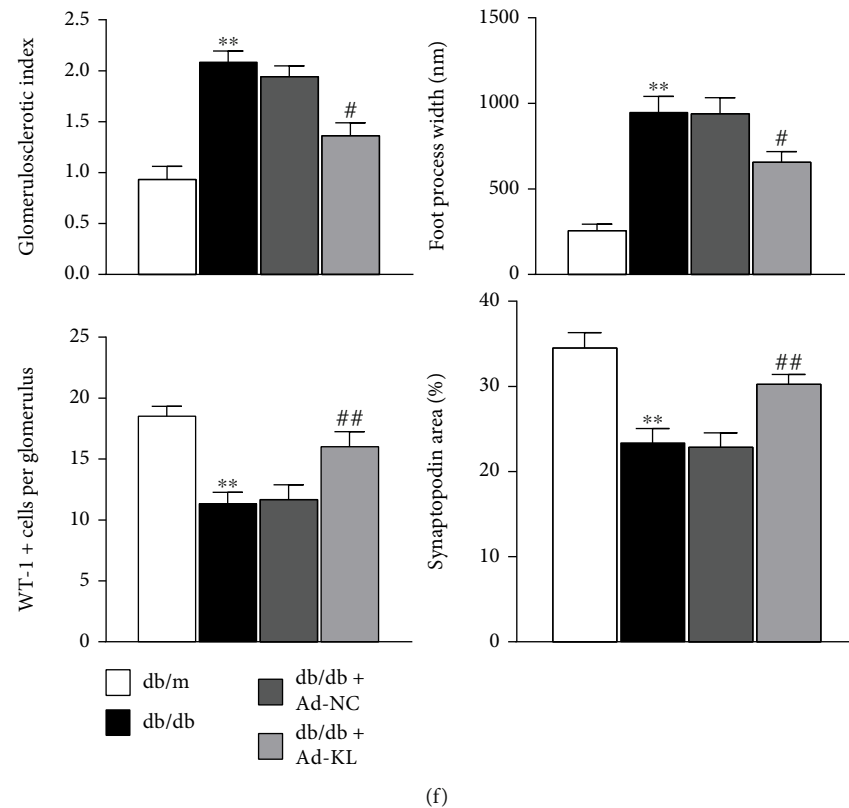 Glomerulosclerotic index
2.5
2.0
1.5
1.0
0.5
0.0
**
#
Foot process width (nm)
1500
1000
500
0
**
#
WT-1 + cells per glomerulus
25
20
15
10
5
0
**
##
Synaptopodin area (%)
40
30
22
10
0
**
##
db/m
db/db
db/db +
Ad-NC
db/db +
Ad-KL
(f)